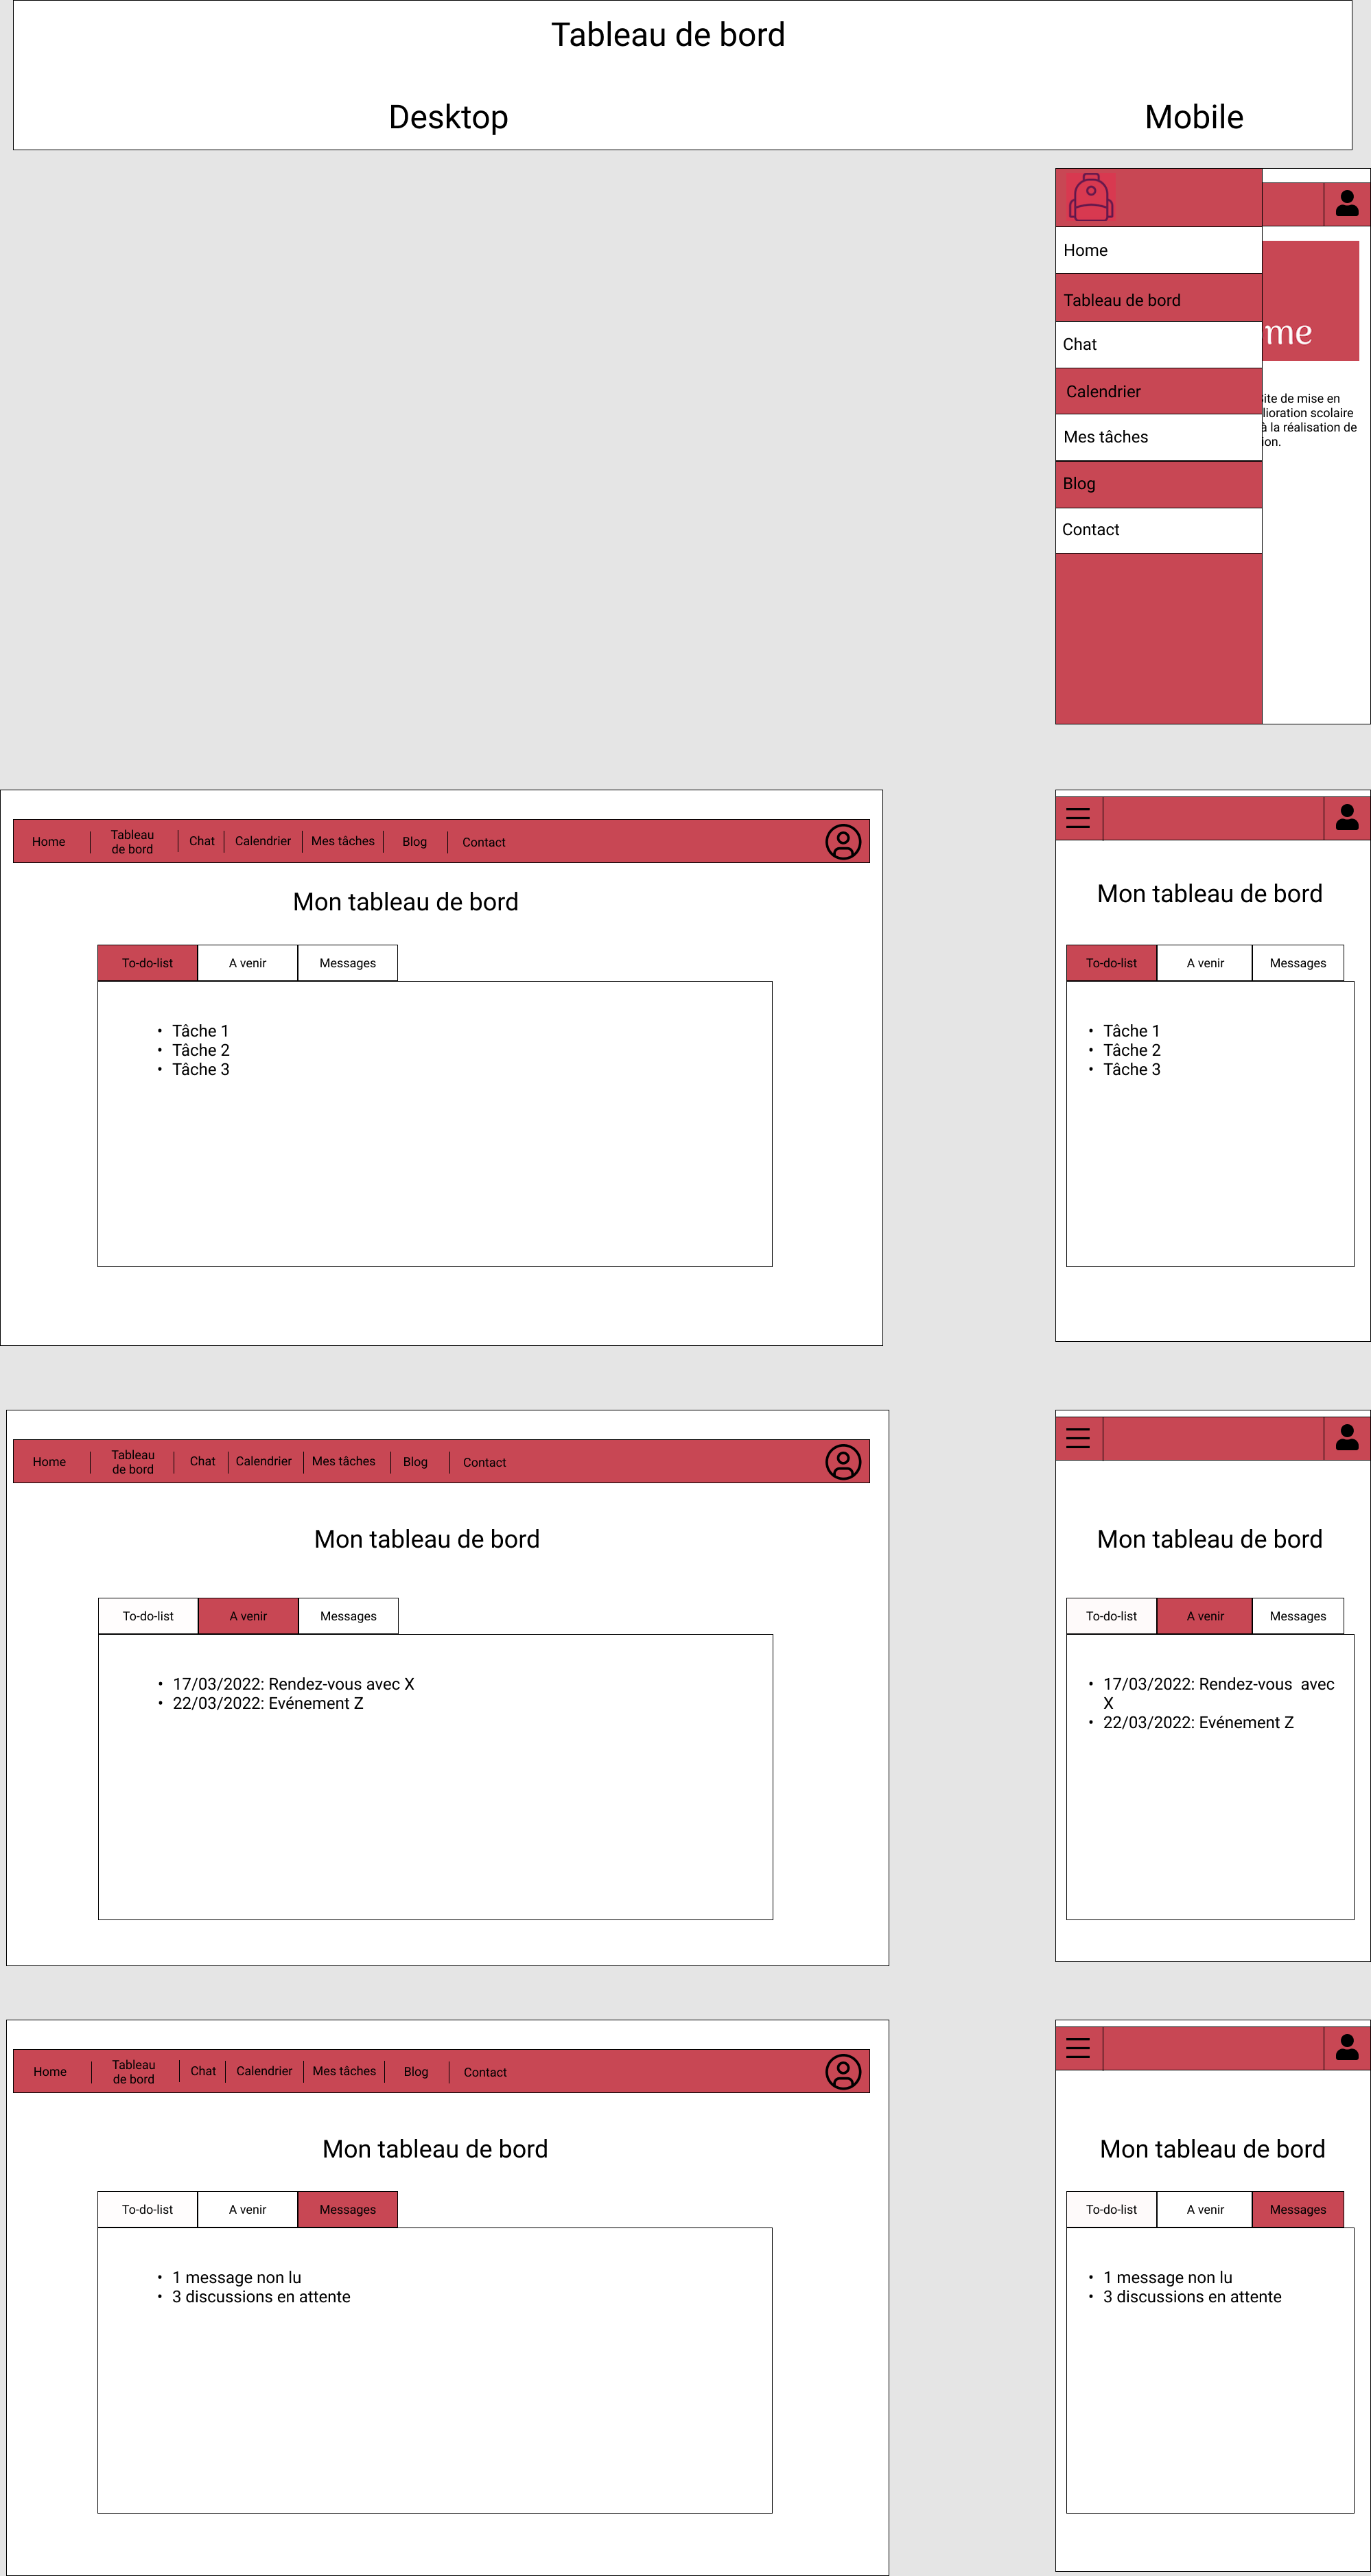 Tableau de bord
Desktop
Mobile
Home
Tableau de bord
Chat
Calendrier
Mes tâches
Blog
Contact
me
ite de mise en
lioration scolaire
à la réalisation de
ion.
Home
Tableau
de bord
Chat
Calendrier
Mes tâches
Blog
Contact
Mon tableau de bord
To-do-list
A venir
Messages
• Tâche 1
• Tâche 2
• Tâche 3
Mon tableau de bord
To-do-list
A venir
Messages
• Tâche 1
• Tâche 2
• Tâche 3
Home
Tableau
de bord
Chat
Calendrier
Mes tâches
Blog
Contact
Mon tableau de bord
To-do-list
A venir
Messages
• 17/03/2022: Rendez-vous avec X
• 22/03/2022: Evénement Z
Mon tableau de bord
To-do-list
A venir
Messages
• 17/03/2022: Rendez-vous  avec
X
• 22/03/2022: Evénement Z
Home
Tableau
de bord
Chat
Calendrier
Mes tâches
Blog
Contact
Mon tableau de bord
To-do-list
A venir
Messages
• 1 message non lu
• 3 discussions en attente
Mon tableau de bord
To-do-list
A venir
Messages
• 1 message non lu
• 3 discussions en attente